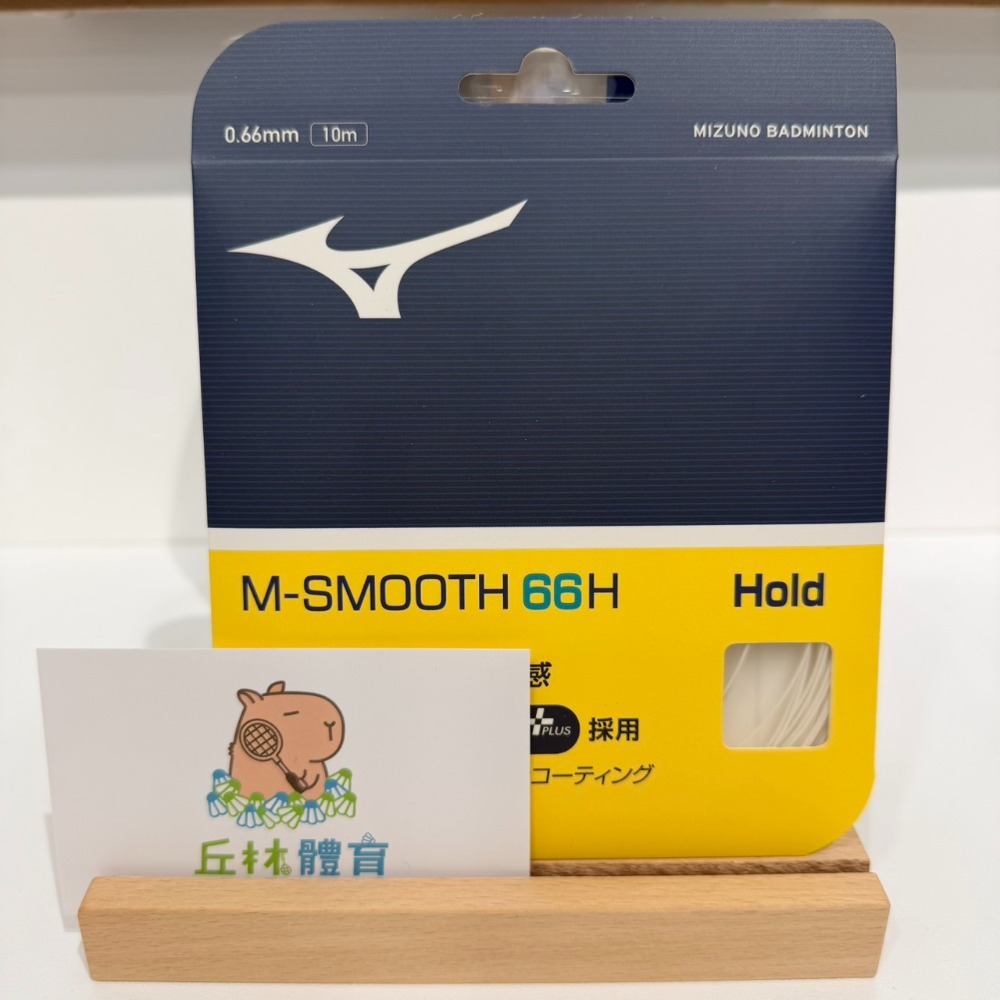 0.66mm 10m
MIZUNO BADMINTON
M-SMOOTH 66H
Hold
感
PLUS 採用
コーティング
丘林體育